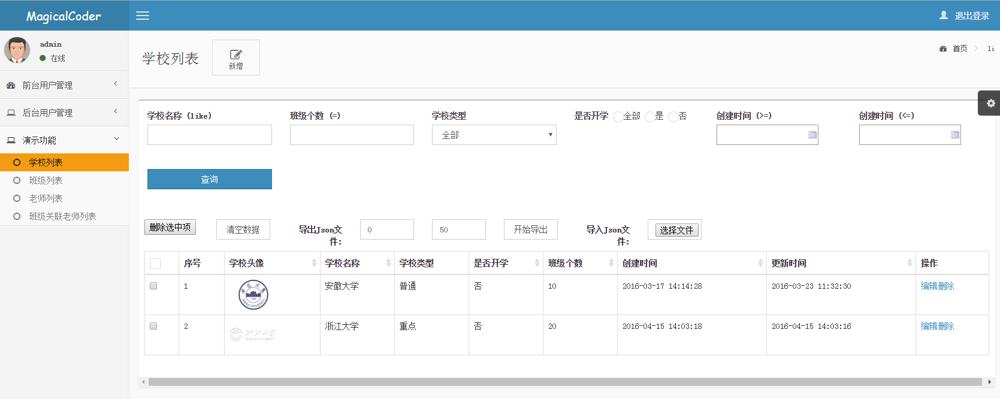 MagicalCoder
退出登录
admin
在线
前台用户管理
后台用户管理
演示功能
学校列表
班级列表
老师列表
班级关联老师列表
学校列表
新增
首页
li
学校名称 (like)
班级个数 (=)
学校类型
是否开学 全部 是 否
创建时间 (>=)
创建时间 (<=)
全部
查询
删除选中项
清空数据
导出Json文
件:
0
50
开始导出
导入Json文
件:
选择文件
序号 学校头像 学校名称 学校类型 是否开学 班级个数 创建时间 更新时间 操作
1 安徽大学 普通 否 10 2016-03-17 14:14:28 2016-03-23 11:32:30 编辑删除
ANHUI UNIVERSITY
2 浙江大学 重点 否 20 2016-04-15 14:03:18 2016-04-15 14:03:16 编辑删除